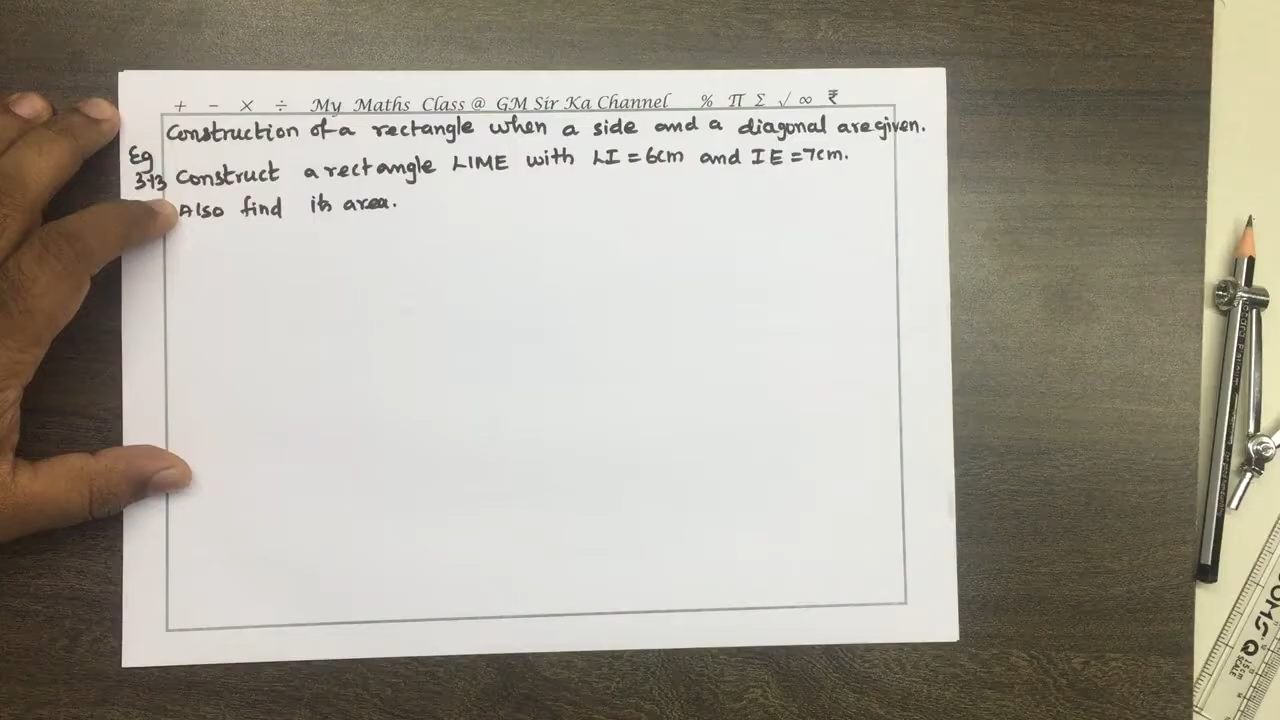 + - × ÷ My Maths Class @ GM Sir Ka Channel % Π Σ √ ∞ ₹
Construction of a rectangle when a side and a diagonal are given.
Eg 3.13 Construct a rectangle LIME with LI = 6cm and IE = 7cm.
Also find its area.